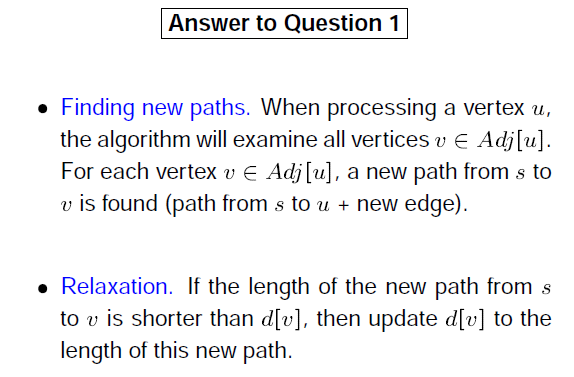 Answer to Question 1
• Finding new paths. When processing a vertex u,
the algorithm will examine all vertices v ∈ Adj[u].
For each vertex v ∈ Adj[u], a new path from s to
v is found (path from s to u + new edge).
• Relaxation. If the length of the new path from s
to v is shorter than d[v], then update d[v] to the
length of this new path.